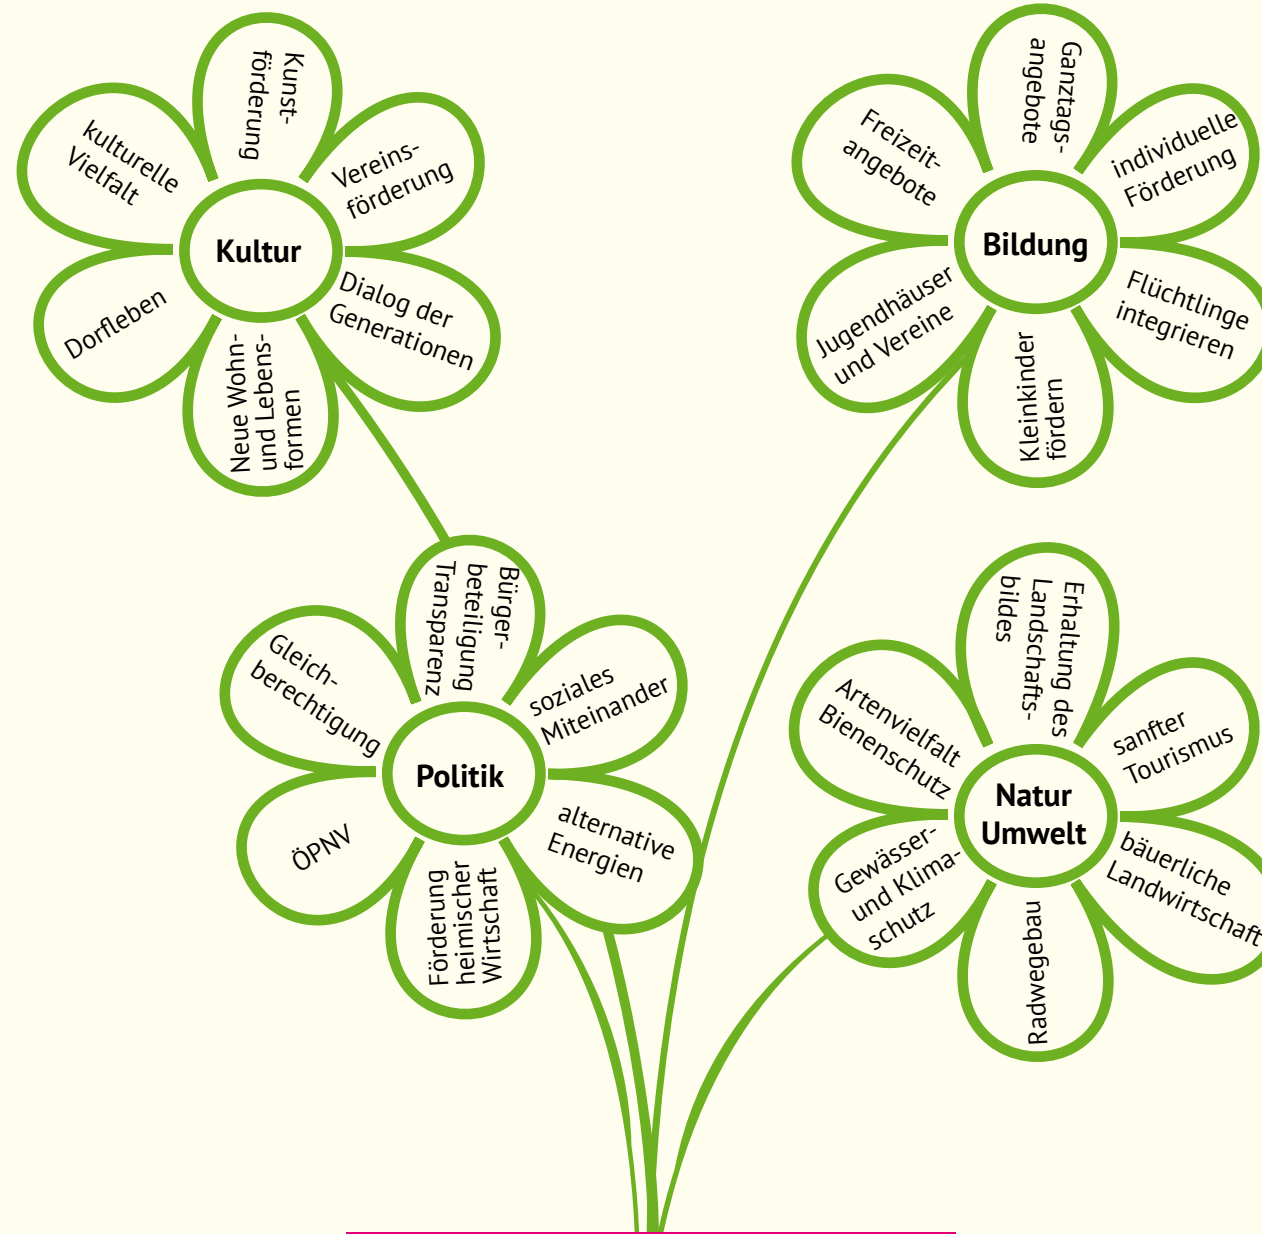 Kultur
Kunst-
förderung
Vereins-
förderung
Dialog der
Generationen
Neue Wohn-
und Lebens-
formen
Dorfleben
kulturelle
Vielfalt
Bildung
Ganztags-
angebote
individuelle
Förderung
Flüchtlinge
integrieren
Kleinkinder
fördern
Jugendhäuser
und Vereine
Freizeit-
angebote
Politik
Bürger-
beteiligung
Transparenz
soziales
Miteinander
alternative
Energien
Förderung
heimischer
Wirtschaft
ÖPNV
Gleich-
berechtigung
Natur
Umwelt
Erhaltung des
Landschafts-
bildes
sanfter
Tourismus
bäuerliche
Landwirtschaft
Radwegebau
Gewässer-
und Klima-
schutz
Artenvielfalt
Bienenschutz